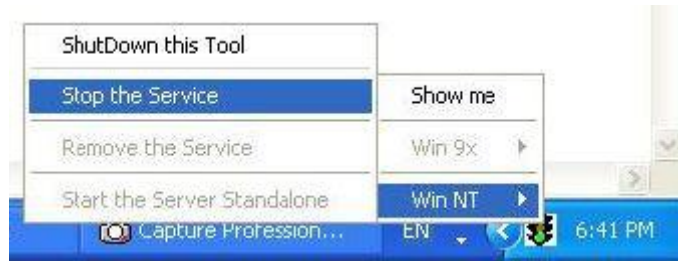 ShutDown this Tool
Stop the Service
Remove the Service
Start the Server Standalone
Show me
Win 9x
Win NT
Capture Profession...
EN
6:41 PM